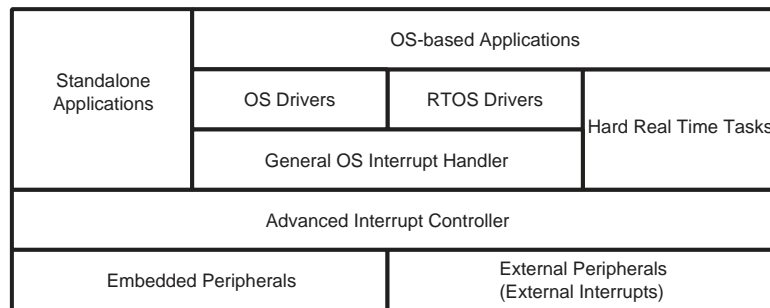 OS-based Applications
Standalone
Applications
OS Drivers
RTOS Drivers
Hard Real Time Tasks
General OS Interrupt Handler
Advanced Interrupt Controller
Embedded Peripherals
External Peripherals
(External Interrupts)